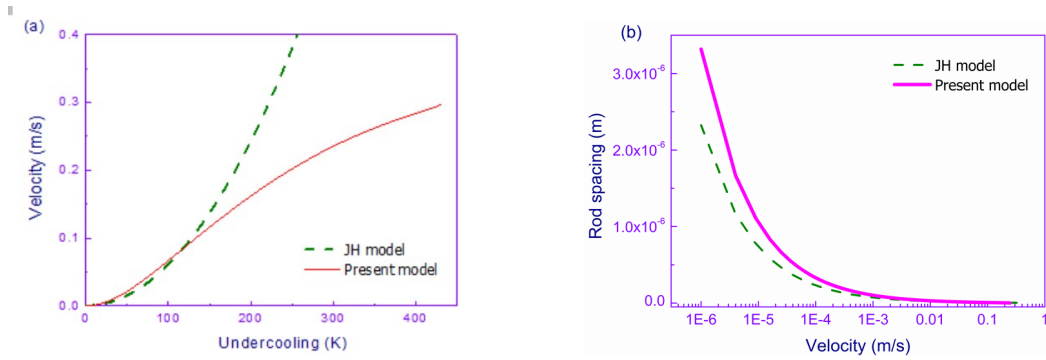 (a)
0.4
0.3
0.2
0.1
0.0
Velocity (m/s)
JH model
Present model
0 100 200 300 400
Undercooling (K)
(b)
3.0x10-6
2.0x10-6
1.0x10-6
0.0
Rod spacing (m)
JH model
Present model
1E-6 1E-5 1E-4 1E-3 0.01 0.1 1
Velocity (m/s)